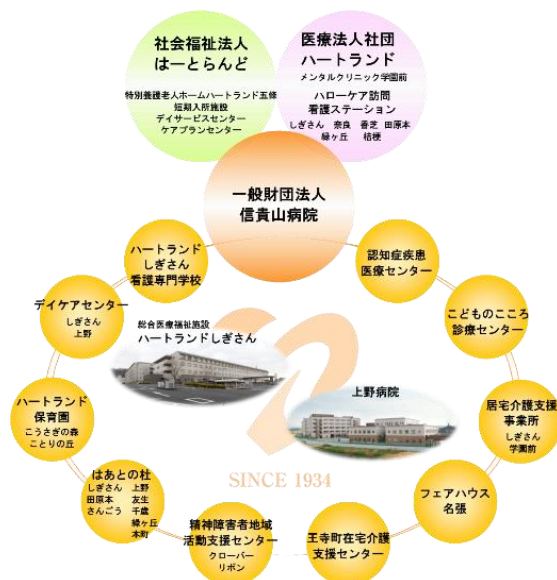 社会福祉法人
はーとらんど
特別養護老人ホームハートランド五條
短期入所施設
デイサービスセンター
ケアプランセンター
医療法人社団
ハートランド
メンタルクリニック学園前
ハローケア訪問
看護ステーション
しぎさん 奈良 香芝 田原本
緑ヶ丘 桔梗
一般財団法人
信貴山病院
ハートランド
しぎさん
看護専門学校
認知症疾患
医療センター
デイケアセンター
しぎさん
上野
こどものこころ
診療センター
総合医療福祉施設
ハートランドしぎさん
上野病院
ハートランド
保育園
こうさぎの森
ことりの丘
居宅介護支援
事業所
しぎさん
学園前
はあとの杜
しぎさん 上野
田原本 友生
さんごう 千歳
緑ヶ丘
本町
フェアハウス
名張
SINCE 1934
精神障害者地域
活動支援センター
クローバー
リボン
王寺町在宅介護
支援センター